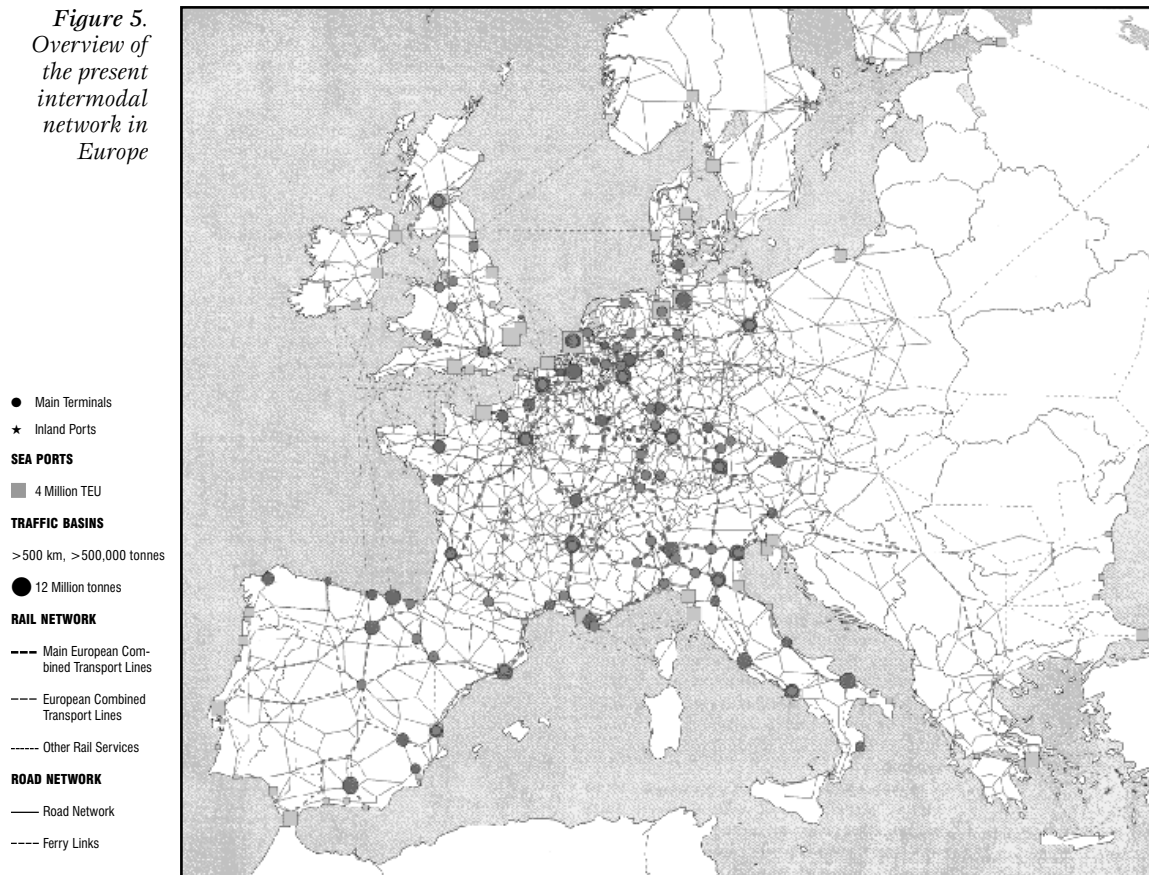 Figure 5.
Overview of
the present
intermodal
network in
Europe
Main Terminals
Inland Ports
SEA PORTS
4 Million TEU
TRAFFIC BASINS
>500 km, >500,000 tonnes
12 Million tonnes
RAIL NETWORK
Main European Com-
bined Transport Lines
European Combined
Transport Lines
Other Rail Services
ROAD NETWORK
Road Network
Ferry Links